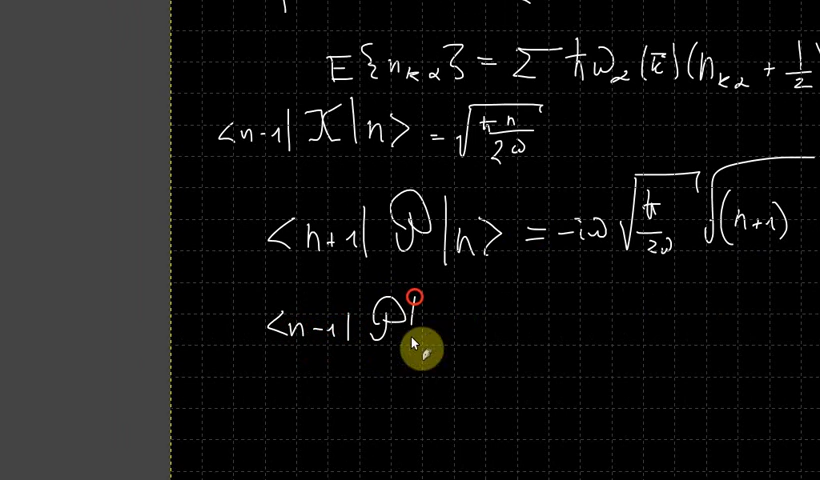 E{n_{kα}} = Σ ħω_α(k̄)(n_{kα} + 1/2)
<n-1| X |n> = √(ħn/2ω)
<n+1| P |n> = -iω √(ħ/2ω) √(n+1)
<n-1| P |